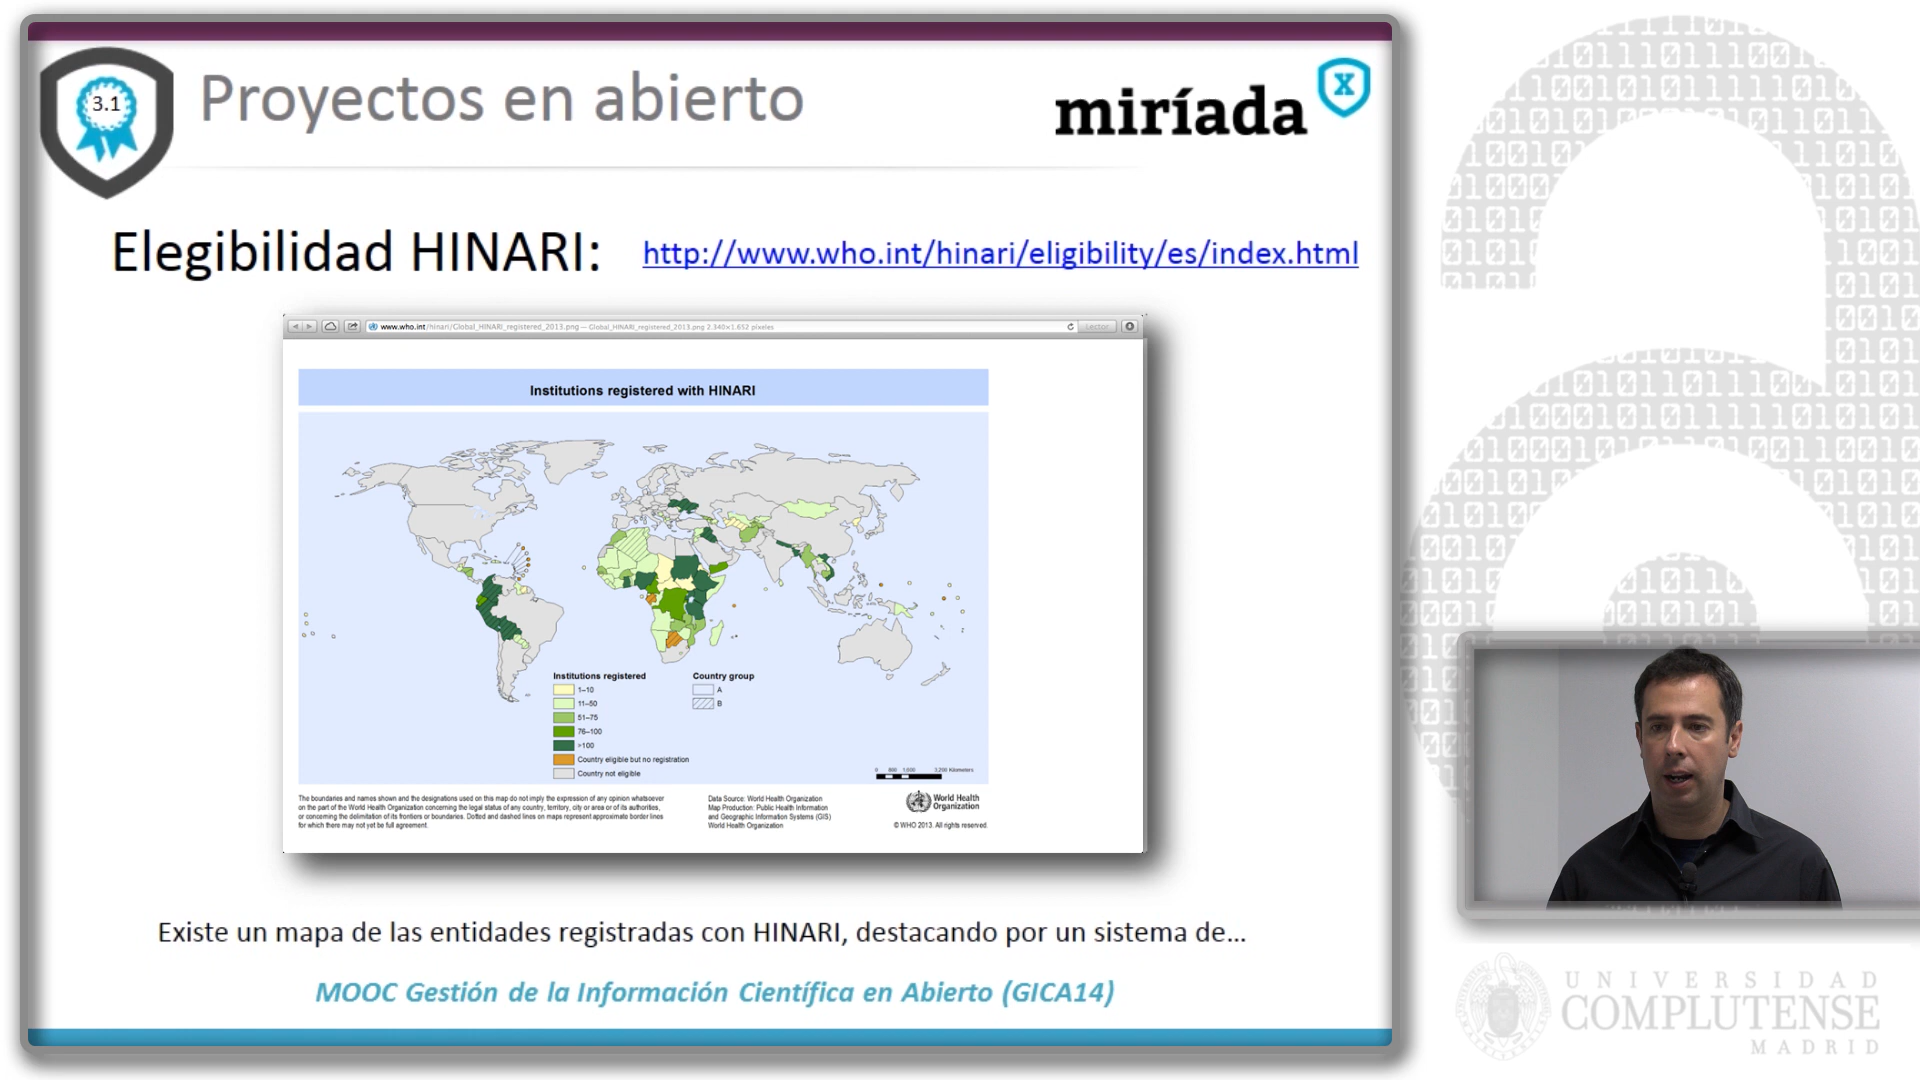 3.1
Proyectos en abierto
miríada
X
Elegibilidad HINARI:
http://www.who.int/hinari/eligibility/es/index.html
www.who.int/hinari/Global_HINARI_registered_2013.png — Global_HINARI_registered_2013.png 2.340×1.652 píxeles
Lector
Institutions registered with HINARI
Institutions registered
1–10
11–50
51–75
76–100
>100
Country eligible but no registration
Country not eligible
Country group
A
B
0 800 1,600 3,200 Kilometers
The boundaries and names shown and the designations used on this map do not imply the expression of any opinion whatsoever
on the part of the World Health Organization concerning the legal status of any country, territory, city or area or of its authorities,
or concerning the delimitation of its frontiers or boundaries. Dotted and dashed lines on maps represent approximate border lines
for which there may not yet be full agreement.
Data Source: World Health Organization
Map Production: Public Health Information
and Geographic Information Systems (GIS)
World Health Organization
World Health
Organization
© WHO 2013. All rights reserved.
Existe un mapa de las entidades registradas con HINARI, destacando por un sistema de...
MOOC Gestión de la Información Científica en Abierto (GICA14)
UNIVERSIDAD
COMPLUTENSE
MADRID